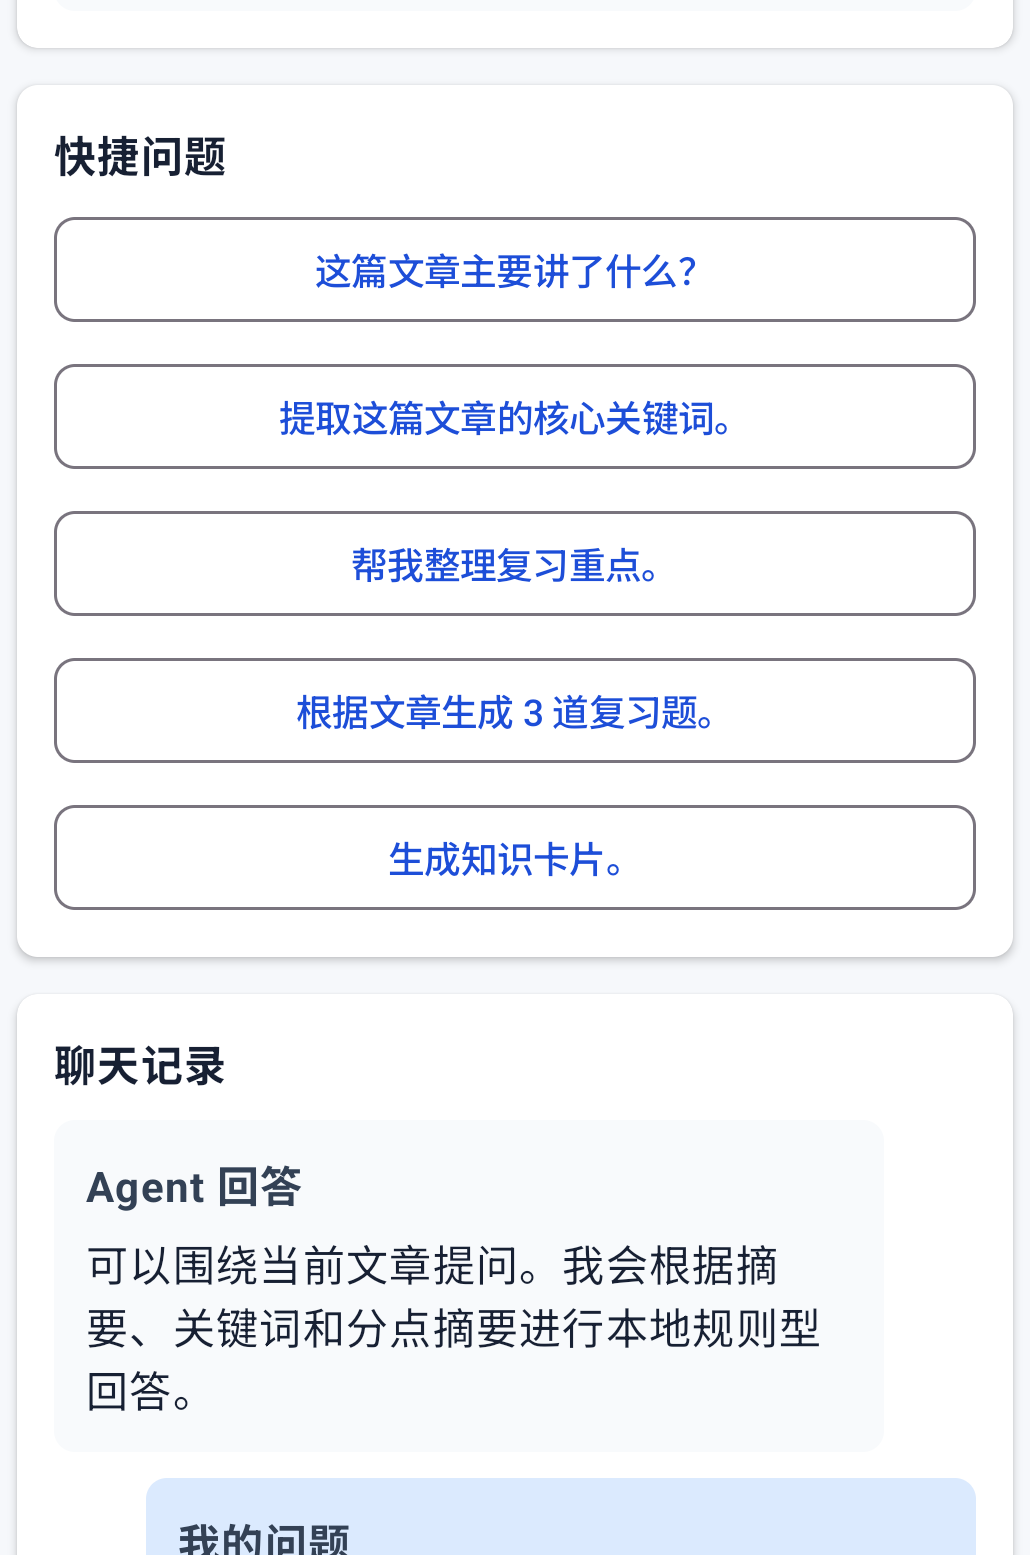 快捷问题
这篇文章主要讲了什么？
提取这篇文章的核心关键词。
帮我整理复习重点。
根据文章生成 3 道复习题。
生成知识卡片。
聊天记录
Agent 回答
可以围绕当前文章提问。我会根据摘
要、关键词和分点摘要进行本地规则型
回答。
我的问题